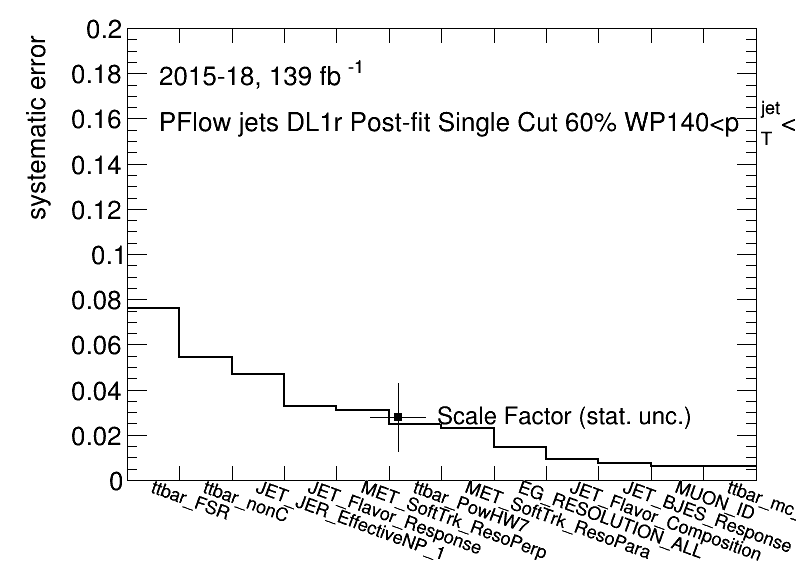 systematic error
0.2
0.18
0.16
0.14
0.12
0.1
0.08
0.06
0.04
0.02
0
2015-18, 139 fb -1
PFlow jets DL1r Post-fit Single Cut 60% WP140<p jet T <
Scale Factor (stat. unc.)
ttbar_FSR
ttbar_nonC
JET_JER_EffectiveNP_1
JET_Flavor_Response
MET_SoftTrk_ResoPerp
ttbar_PowHW7
MET_SoftTrk_ResoPara
EG_RESOLUTION_ALL
JET_Flavor_Composition
JET_BJES_Response
MUON_ID
ttbar_mc_